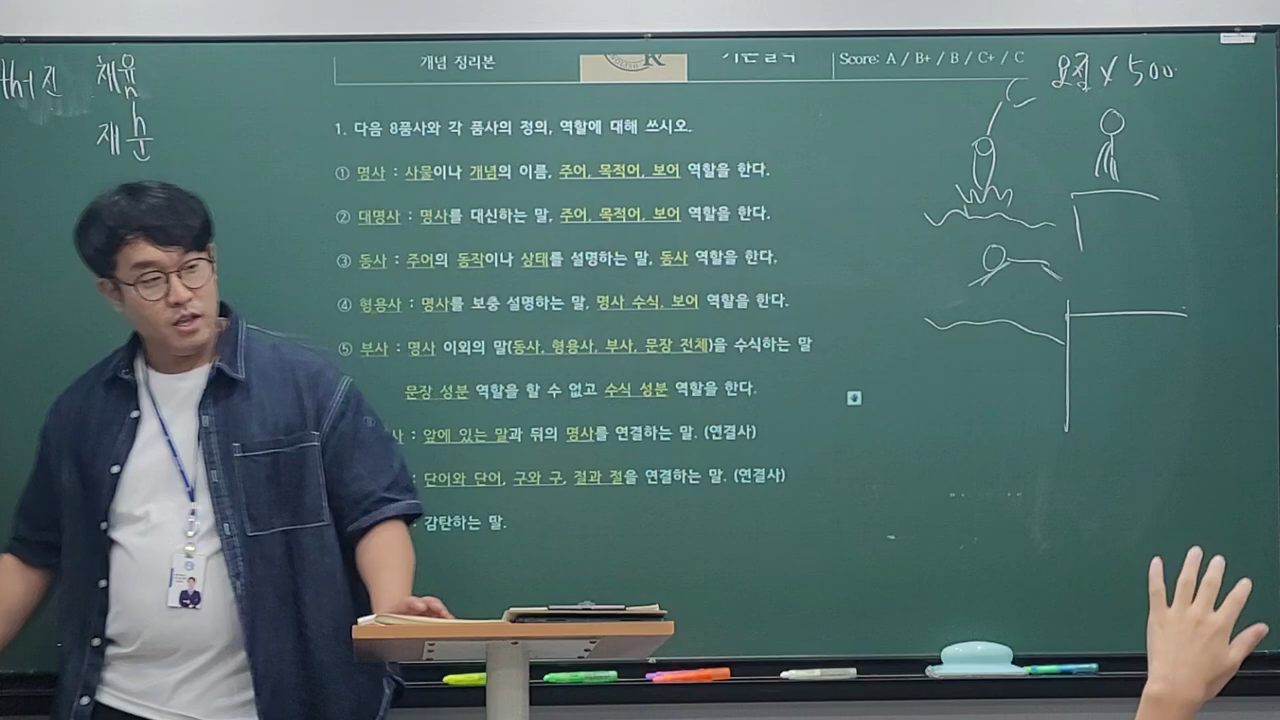 개념 정리본
Score: A / B+ / B / C+ / C
× 500
채윤
1. 다음 8품사와 각 품사의 정의, 역할에 대해 쓰시오.
① 명사 : 사물이나 개념의 이름, 주어, 목적어, 보어 역할을 한다.
② 대명사 : 명사를 대신하는 말, 주어, 목적어, 보어 역할을 한다.
③ 동사 : 주어의 동작이나 상태를 설명하는 말, 동사 역할을 한다.
④ 형용사 : 명사를 보충 설명하는 말, 명사 수식, 보어 역할을 한다.
⑤ 부사 : 명사 이외의 말(동사, 형용사, 부사, 문장 전체)을 수식하는 말
문장 성분 역할을 할 수 없고 수식 성분 역할을 한다.
사 : 앞에 있는 말과 뒤의 명사를 연결하는 말. (연결사)
: 단어와 단어, 구와 구, 절과 절을 연결하는 말. (연결사)
: 감탄하는 말.